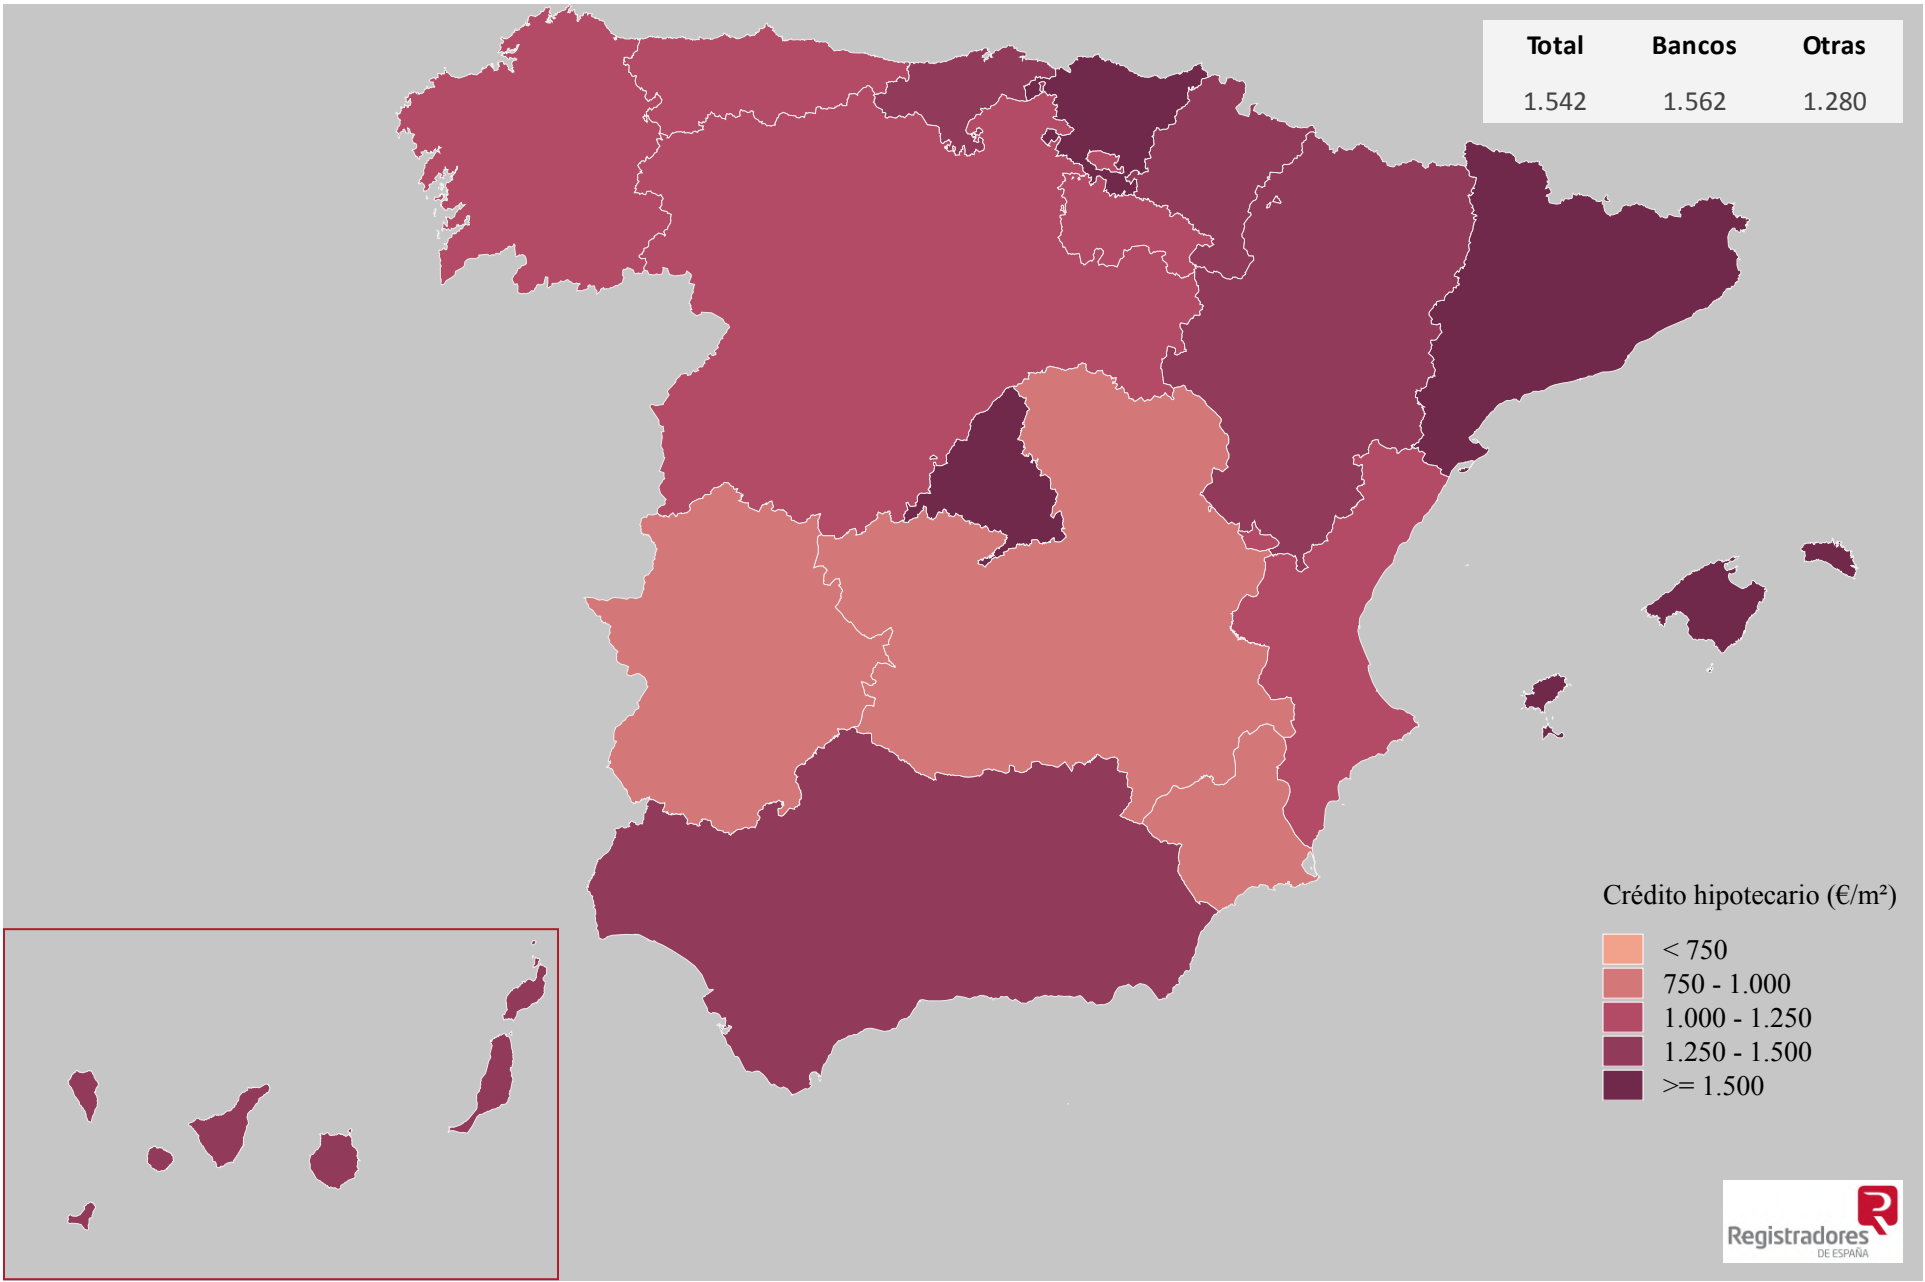 Total Bancos Otras
1.542 1.562 1.280
Crédito hipotecario (€/m²)
< 750
750 - 1.000
1.000 - 1.250
1.250 - 1.500
>= 1.500
Registradores
DE ESPAÑA